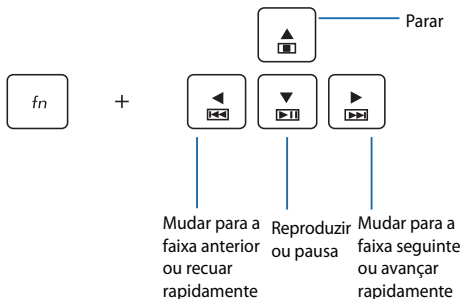 Parar
fn +
Mudar para a
faixa anterior
ou recuar
rapidamente
Reproduzir
ou pausa
Mudar para a
faixa seguinte
ou avançar
rapidamente